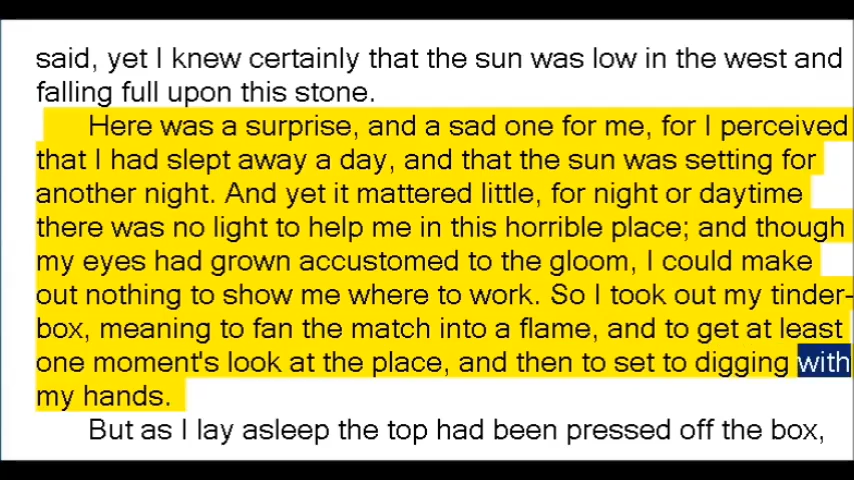 said, yet I knew certainly that the sun was low in the west and
falling full upon this stone.
Here was a surprise, and a sad one for me, for I perceived
that I had slept away a day, and that the sun was setting for
another night. And yet it mattered little, for night or daytime
there was no light to help me in this horrible place; and though
my eyes had grown accustomed to the gloom, I could make
out nothing to show me where to work. So I took out my tinder-
box, meaning to fan the match into a flame, and to get at least
one moment's look at the place, and then to set to digging with
my hands.
But as I lay asleep the top had been pressed off the box,